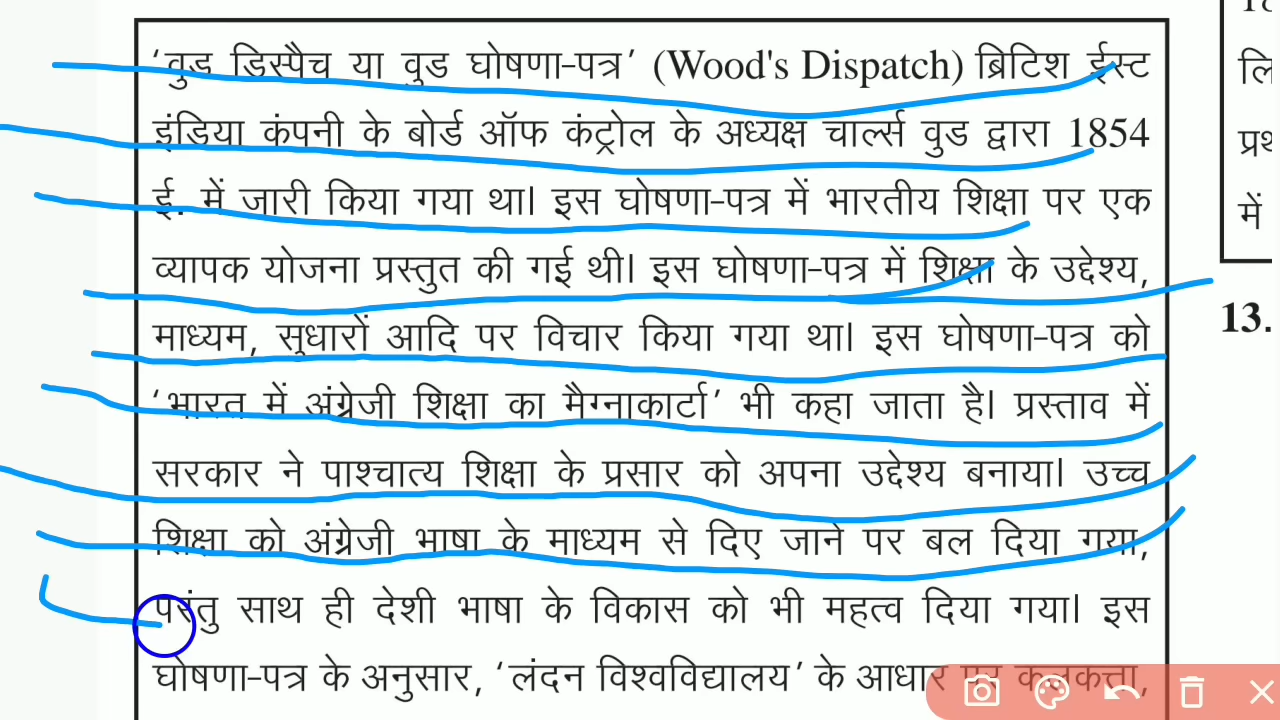 'वुड डिस्पैच या वुड घोषणा-पत्र' (Wood's Dispatch) ब्रिटिश ईस्ट
इंडिया कंपनी के बोर्ड ऑफ कंट्रोल के अध्यक्ष चार्ल्स वुड द्वारा 1854
ई. में जारी किया गया था। इस घोषणा-पत्र में भारतीय शिक्षा पर एक
व्यापक योजना प्रस्तुत की गई थी। इस घोषणा-पत्र में शिक्षा के उद्देश्य,
माध्यम, सुधारों आदि पर विचार किया गया था। इस घोषणा-पत्र को
'भारत में अंग्रेजी शिक्षा का मैग्नाकार्टा' भी कहा जाता है। प्रस्ताव में
सरकार ने पाश्चात्य शिक्षा के प्रसार को अपना उद्देश्य बनाया। उच्च
शिक्षा को अंग्रेजी भाषा के माध्यम से दिए जाने पर बल दिया गया,
परंतु साथ ही देशी भाषा के विकास को भी महत्व दिया गया। इस
घोषणा-पत्र के अनुसार, 'लंदन विश्वविद्यालय' के आधार पर कलकत्ता,
में
13.